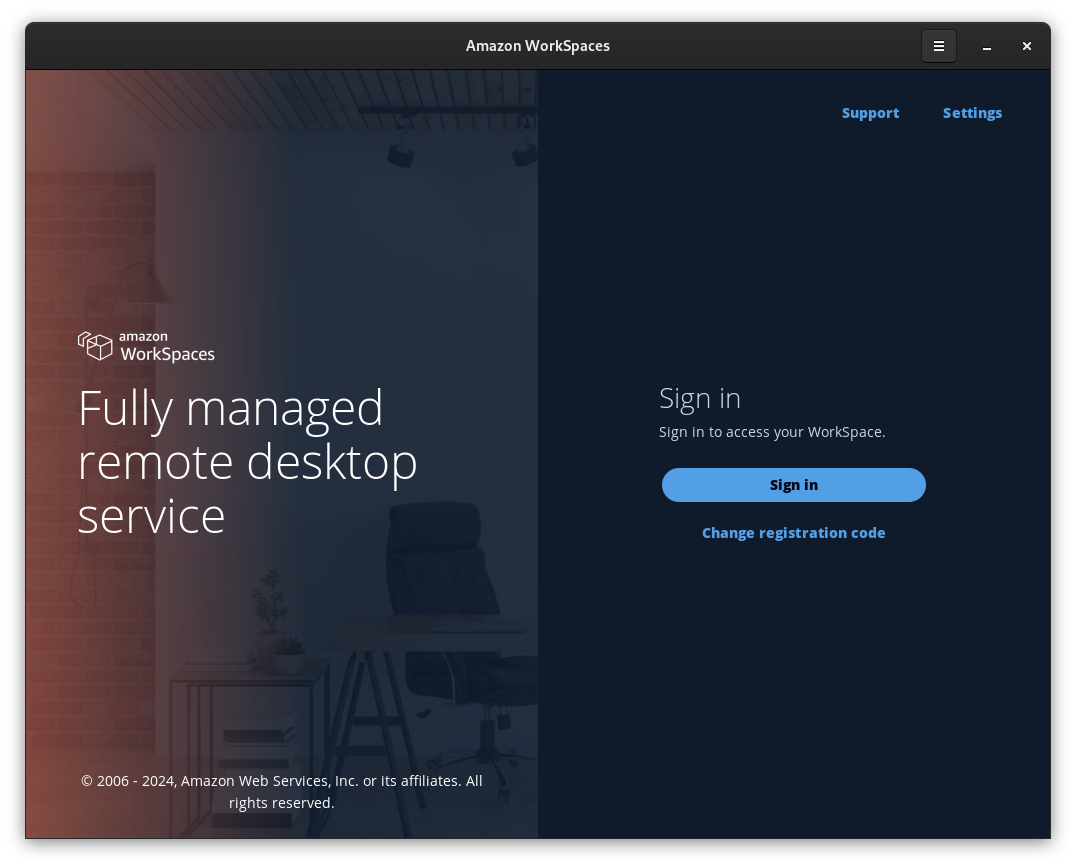 Amazon WorkSpaces
Support
Settings
amazon
WorkSpaces
Fully managed
remote desktop
service
© 2006 - 2024, Amazon Web Services, Inc. or its affiliates. All
rights reserved.
Sign in
Sign in to access your WorkSpace.
Sign in
Change registration code